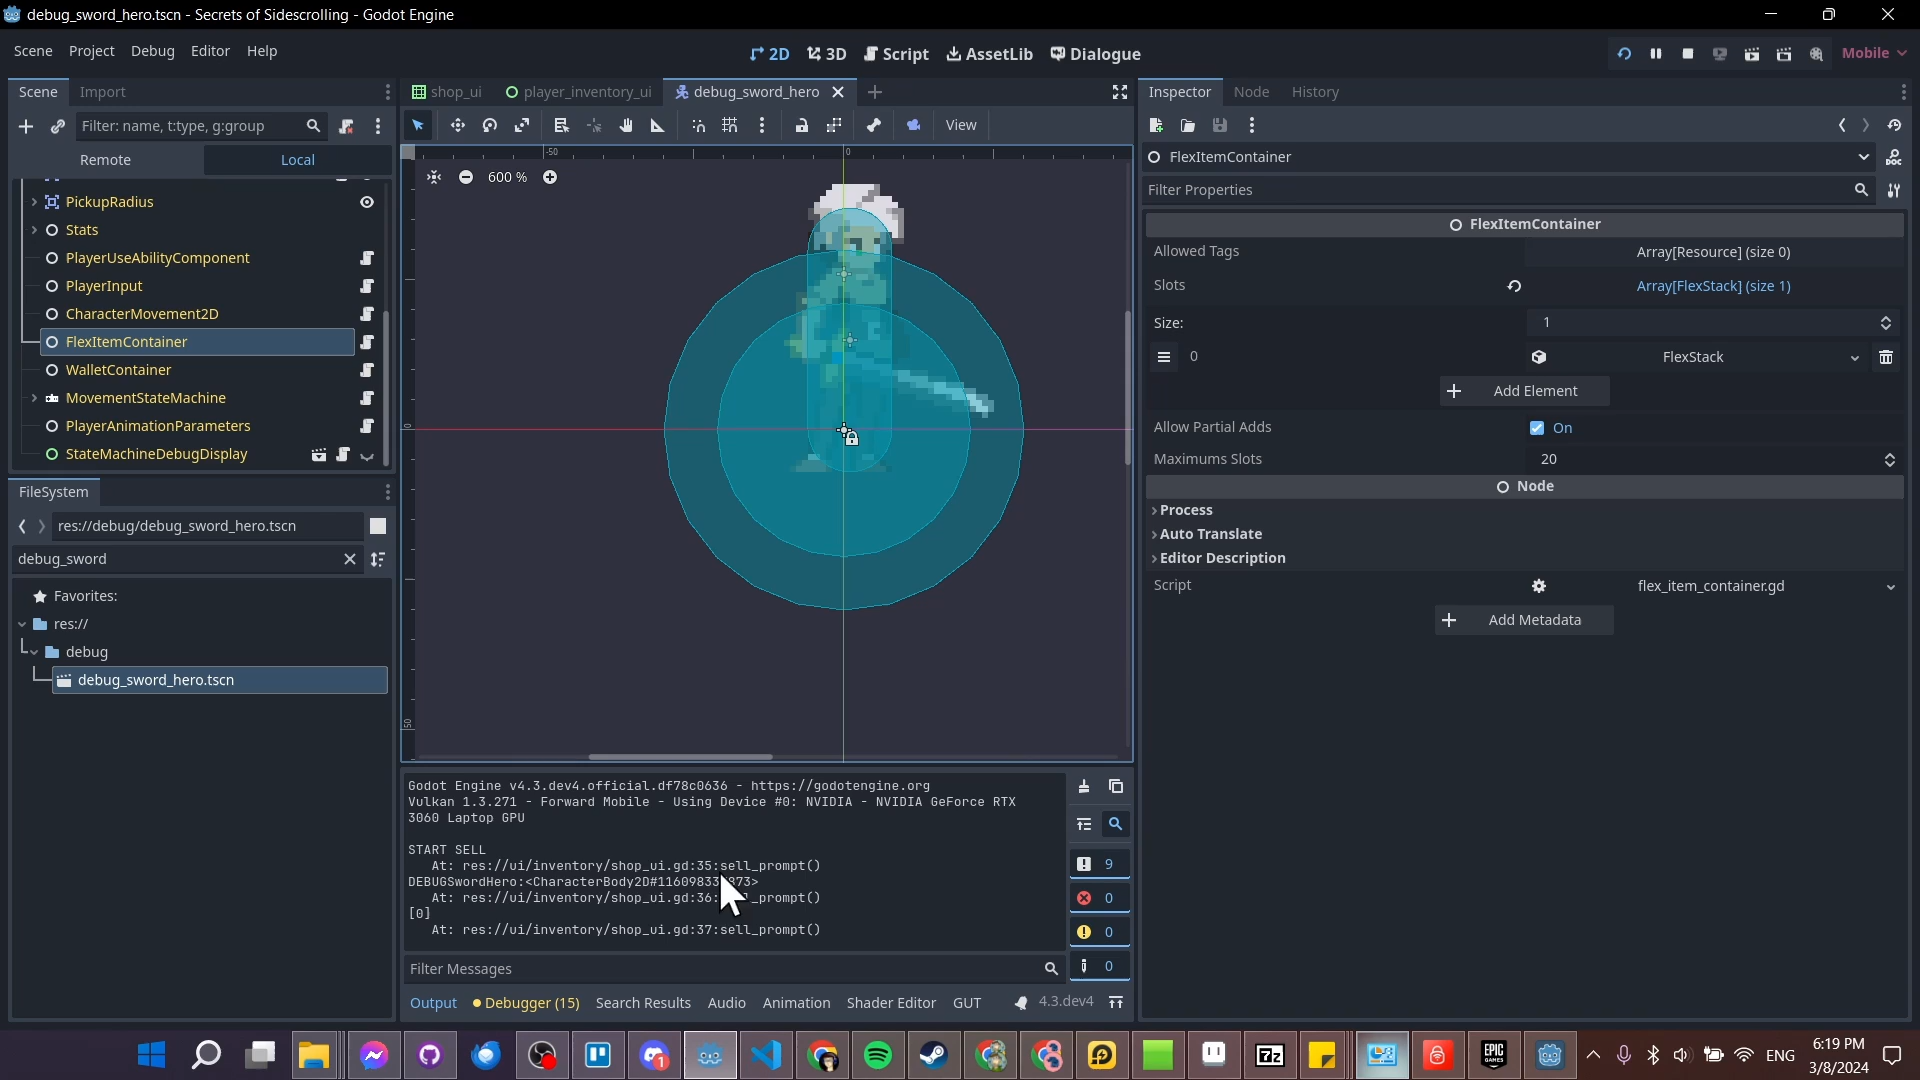 debug_sword_hero.tscn - Secrets of Sidescrolling - Godot Engine
Scene Project Debug Editor Help
2D 3D Script AssetLib Dialogue
Mobile
Scene Import
Filter: name, t:type, g:group
Remote Local
PickupRadius
Stats
PlayerUseAbilityComponent
PlayerInput
CharacterMovement2D
FlexItemContainer
WalletContainer
MovementStateMachine
PlayerAnimationParameters
StateMachineDebugDisplay
FileSystem
res://debug/debug_sword_hero.tscn
debug_sword
Favorites:
res://
debug
debug_sword_hero.tscn
shop_ui player_inventory_ui debug_sword_hero
View
-50 0
600 %
0
50
Godot Engine v4.3.dev4.official.df78c0636 - https://godotengine.org
Vulkan 1.3.271 - Forward Mobile - Using Device #0: NVIDIA - NVIDIA GeForce RTX
3060 Laptop GPU
START SELL
At: res://ui/inventory/shop_ui.gd:35:sell_prompt()
At: res://ui/inventory/shop_ui.gd:36:
[0]
At: res://ui/inventory/shop_ui.gd:37:sell_prompt()
9
0
0
0
Filter Messages
Output Debugger (15) Search Results Audio Animation Shader Editor GUT 4.3.dev4
Inspector Node History
FlexItemContainer
DOC
Filter Properties
FlexItemContainer
Allowed Tags Array[Resource] (size 0)
Slots Array[FlexStack] (size 1)
Size: 1
0 FlexStack
Add Element
Allow Partial Adds On
Maximums Slots 20
Node
Process
Auto Translate
Editor Description
Script flex_item_container.gd
Add Metadata
1
7z
EPIC
GAMES
ENG
6:19 PM
3/8/2024